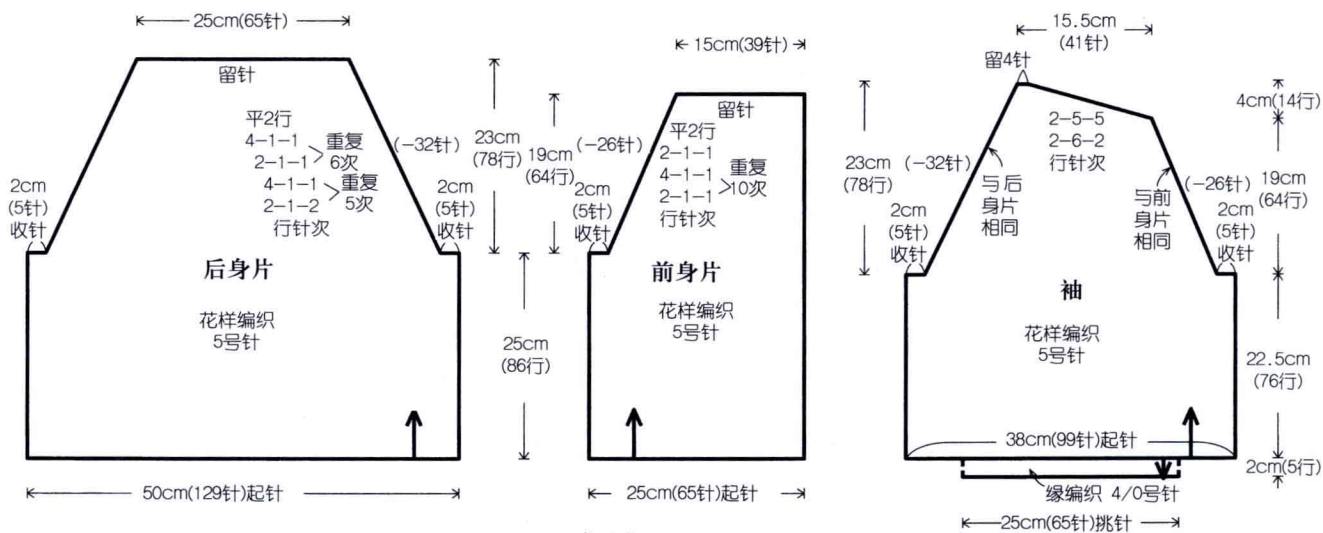 25cm(65针)
留针
平2行
4-1-1
2-1-1
重复
6次
4-1-1
2-1-2
重复
5次
行针次
(-32针)
2cm
(5针)
收针
2cm
(5针)
收针
23cm
(78行)
后身片
花样编织
5号针
25cm
(86行)
50cm(129针)起针
15cm(39针)
留针
19cm
(64行)
(-26针)
平2行
2-1-1
4-1-1
2-1-1
重复
10次
行针次
2cm
(5针)
收针
前身片
花样编织
5号针
25cm(65针)起针
15.5cm
(41针)
留4针
2-5-5
2-6-2
行针次
4cm(14行)
23cm
(78行)
(-32针)
与后
身片
相同
与前
身片
相同
(-26针)
19cm
(64行)
2cm
(5针)
收针
2cm
(5针)
收针
袖
花样编织
5号针
22.5cm
(76行)
38cm(99针)起针
2cm(5行)
缘编织 4/0号针
25cm(65针)挑针